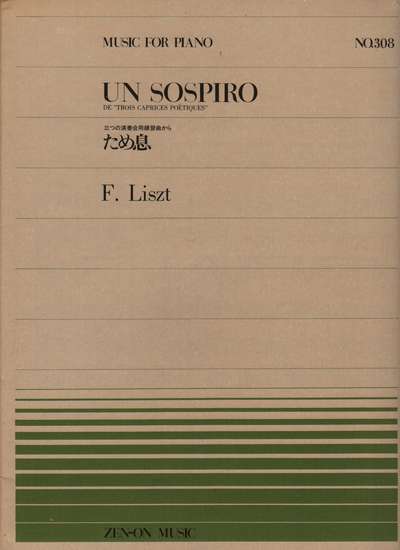 MUSIC FOR PIANO NO.308
UN SOSPIRO
DE "TROIS CAPRICES POÉTIQUES"
三つの演奏会用練習曲から
ため息
F. Liszt
ZEN-ON MUSIC